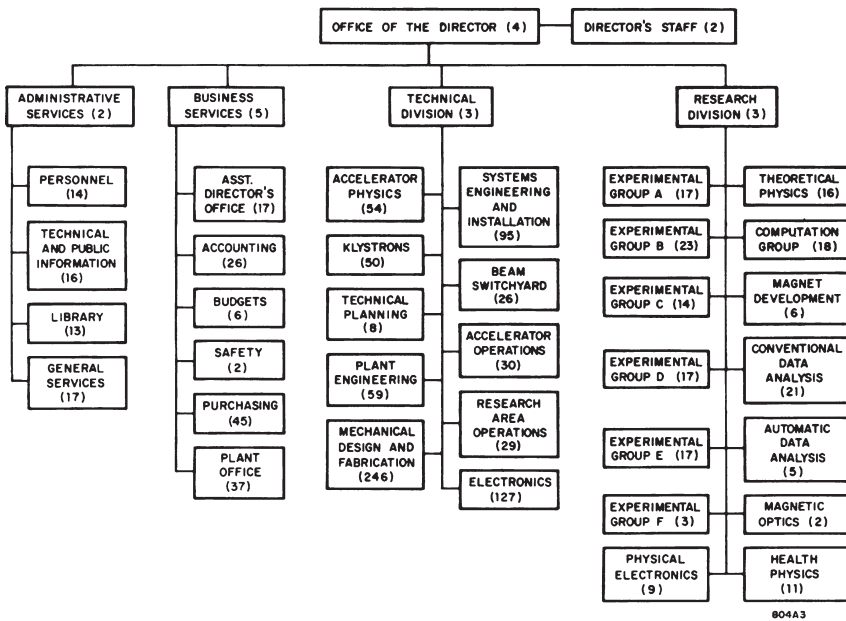 OFFICE OF THE DIRECTOR (4)
DIRECTOR'S STAFF (2)
ADMINISTRATIVE
SERVICES (2)
BUSINESS
SERVICES (5)
TECHNICAL
DIVISION (3)
RESEARCH
DIVISION (3)
PERSONNEL
(14)
TECHNICAL
AND PUBLIC
INFORMATION
(16)
LIBRARY
(13)
GENERAL
SERVICES
(17)
ASST.
DIRECTOR'S
OFFICE (17)
ACCOUNTING
(26)
BUDGETS
(6)
SAFETY
(2)
PURCHASING
(45)
PLANT
OFFICE
(37)
ACCELERATOR
PHYSICS
(54)
KLYSTRONS
(50)
TECHNICAL
PLANNING
(8)
PLANT
ENGINEERING
(59)
MECHANICAL
DESIGN AND
FABRICATION
(246)
SYSTEMS
ENGINEERING
AND
INSTALLATION
(95)
BEAM
SWITCHYARD
(26)
ACCELERATOR
OPERATIONS
(30)
RESEARCH
AREA
OPERATIONS
(29)
ELECTRONICS
(127)
EXPERIMENTAL
GROUP A (17)
EXPERIMENTAL
GROUP B (23)
EXPERIMENTAL
GROUP C (14)
EXPERIMENTAL
GROUP D (17)
EXPERIMENTAL
GROUP E (17)
EXPERIMENTAL
GROUP F (3)
PHYSICAL
ELECTRONICS
(9)
THEORETICAL
PHYSICS (16)
COMPUTATION
GROUP (18)
MAGNET
DEVELOPMENT
(6)
CONVENTIONAL
DATA
ANALYSIS
(21)
AUTOMATIC
DATA
ANALYSIS
(5)
MAGNETIC
OPTICS (2)
HEALTH
PHYSICS
(11)
804A3